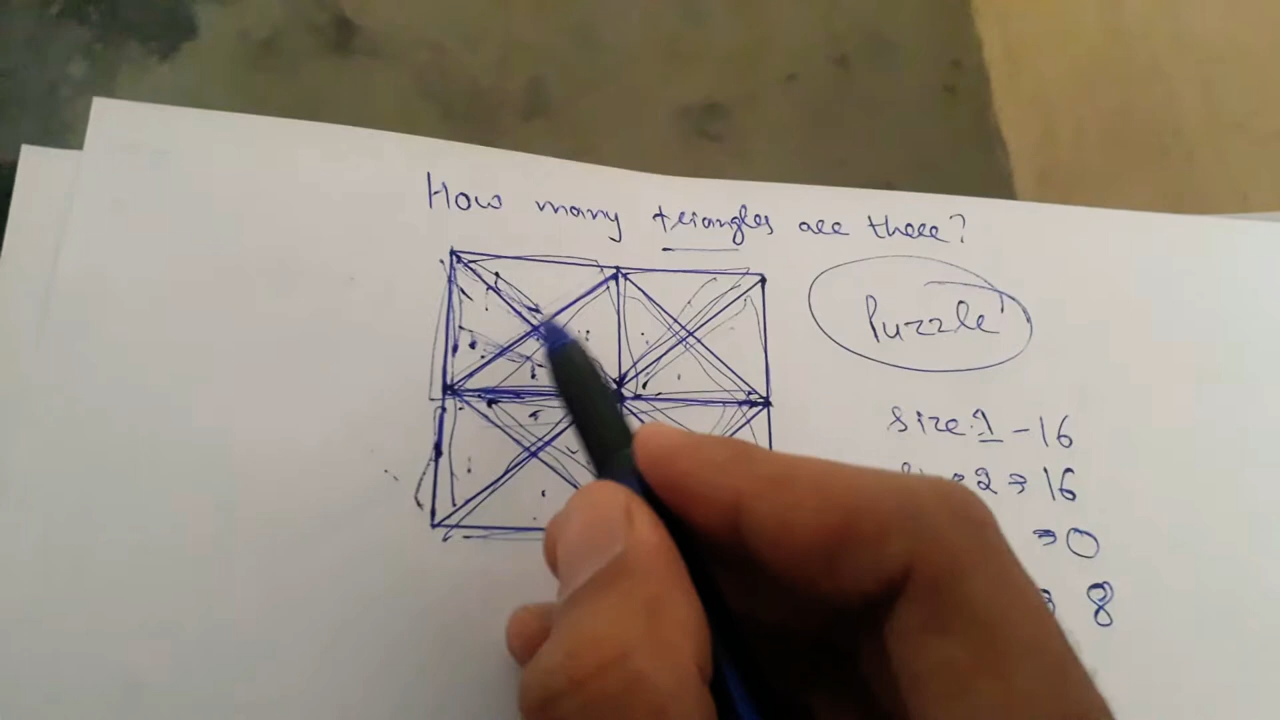 How many triangles are there?
Puzzle
Size:1 - 16
2 ⇒ 16
⇒ 0
8